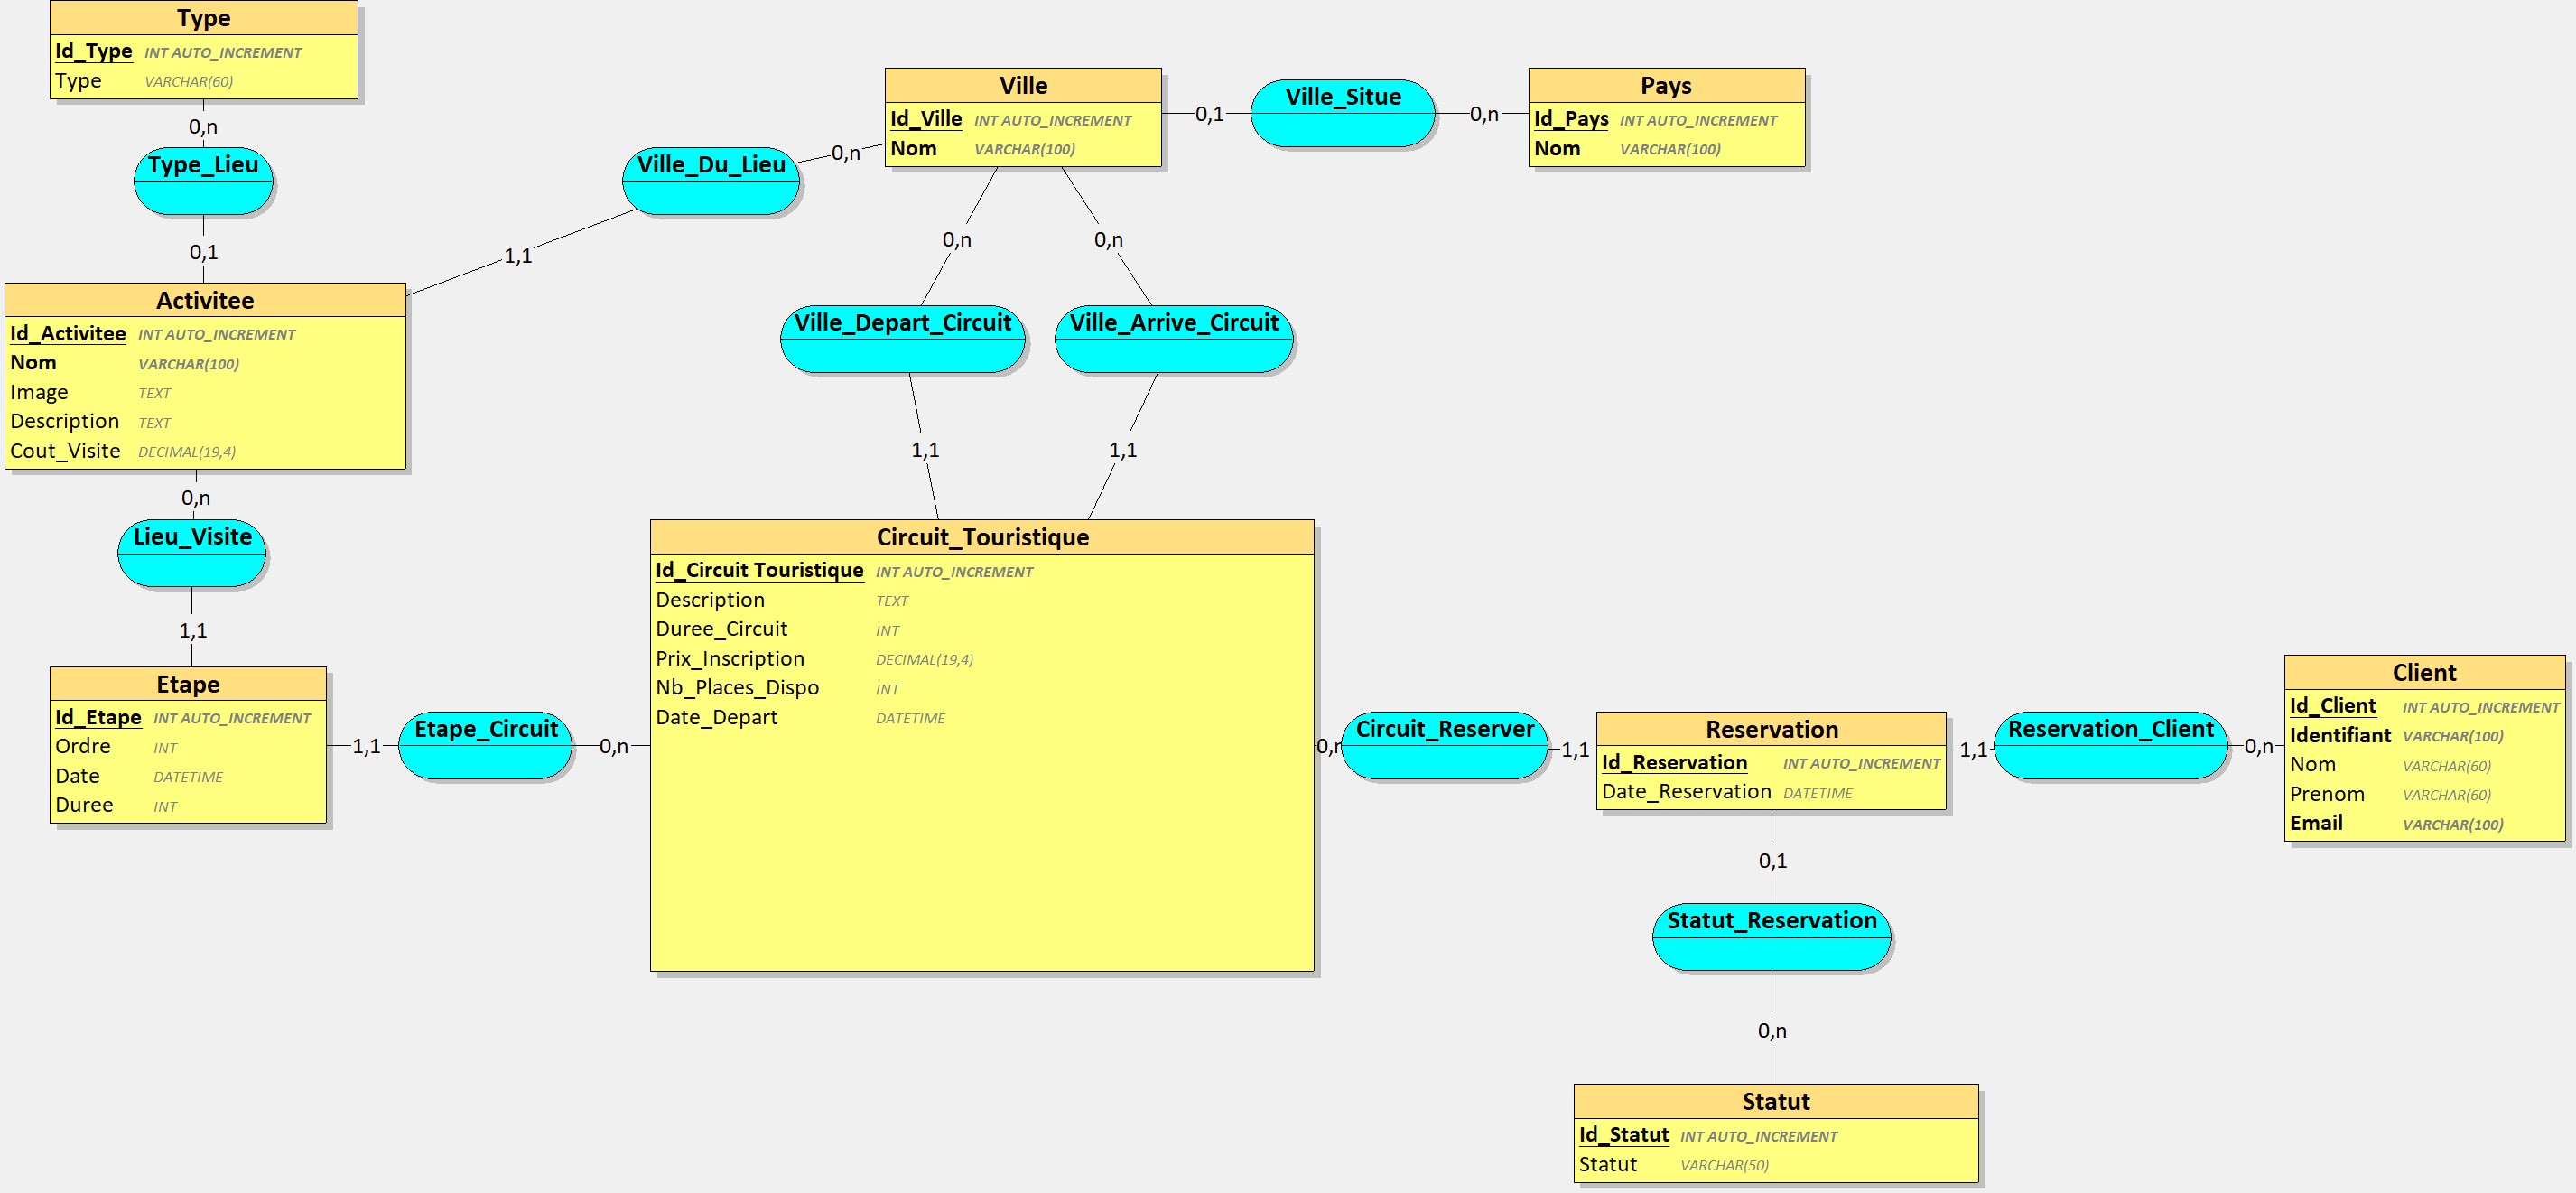 Type
Id_Type INT AUTO_INCREMENT
Type VARCHAR(60)
0,n
Type_Lieu
0,1
Activitee
Id_Activitee INT AUTO_INCREMENT
Nom VARCHAR(100)
Image TEXT
Description TEXT
Cout_Visite DECIMAL(19,4)
0,n
Lieu_Visite
1,1
Etape
Id_Etape INT AUTO_INCREMENT
Ordre INT
Date DATETIME
Duree INT
1,1
Etape_Circuit
0,n
Ville_Du_Lieu
0,n
1,1
Ville
Id_Ville INT AUTO_INCREMENT
Nom VARCHAR(100)
0,1
Ville_Situe
0,n
Pays
Id_Pays INT AUTO_INCREMENT
Nom VARCHAR(100)
0,n
0,n
Ville_Depart_Circuit
Ville_Arrive_Circuit
1,1
1,1
Circuit_Touristique
Id_Circuit Touristique INT AUTO_INCREMENT
Description TEXT
Duree_Circuit INT
Prix_Inscription DECIMAL(19,4)
Nb_Places_Dispo INT
Date_Depart DATETIME
0,n
Circuit_Reserver
1,1
Reservation
Id_Reservation INT AUTO_INCREMENT
Date_Reservation DATETIME
1,1
Reservation_Client
0,n
Client
Id_Client INT AUTO_INCREMENT
Identifiant VARCHAR(100)
Nom VARCHAR(60)
Prenom VARCHAR(60)
Email VARCHAR(100)
0,1
Statut_Reservation
0,n
Statut
Id_Statut INT AUTO_INCREMENT
Statut VARCHAR(50)